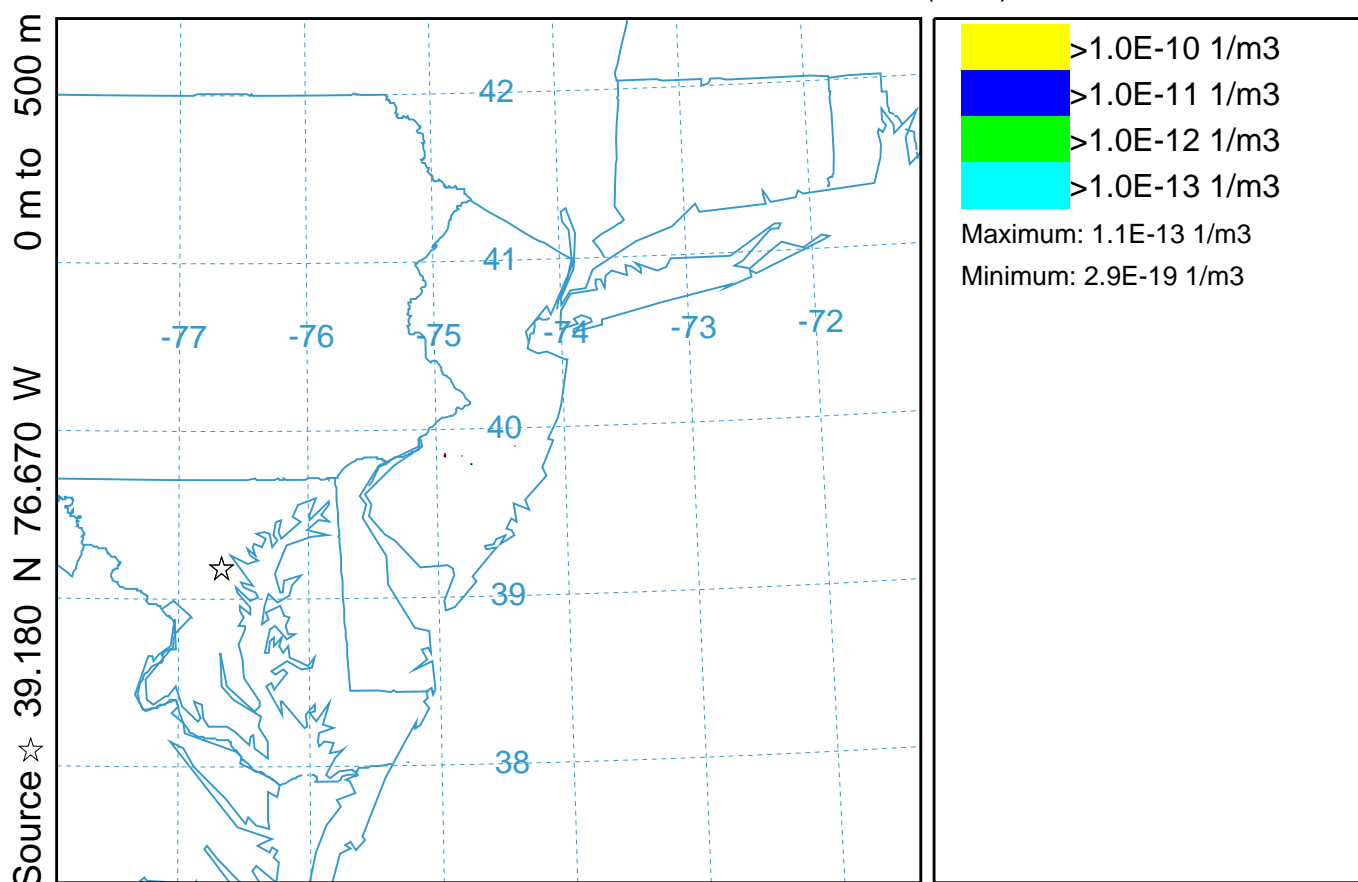 Source ☆ 39.180 N 76.670 W 0 m to 500 m
42
41
-77 -76 -75 -74 -73 -72
40
39
38
>1.0E-10 1/m3
>1.0E-11 1/m3
>1.0E-12 1/m3
>1.0E-13 1/m3
Maximum: 1.1E-13 1/m3
Minimum: 2.9E-19 1/m3